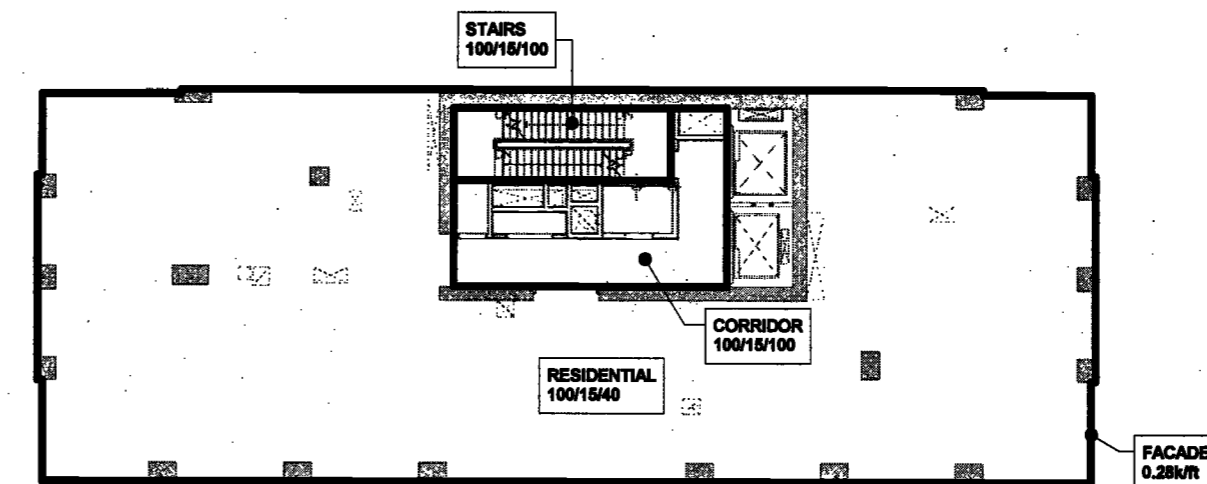 STAIRS
100/15/100
CORRIDOR
100/15/100
RESIDENTIAL
100/15/40
FACADE
0.28k/ft